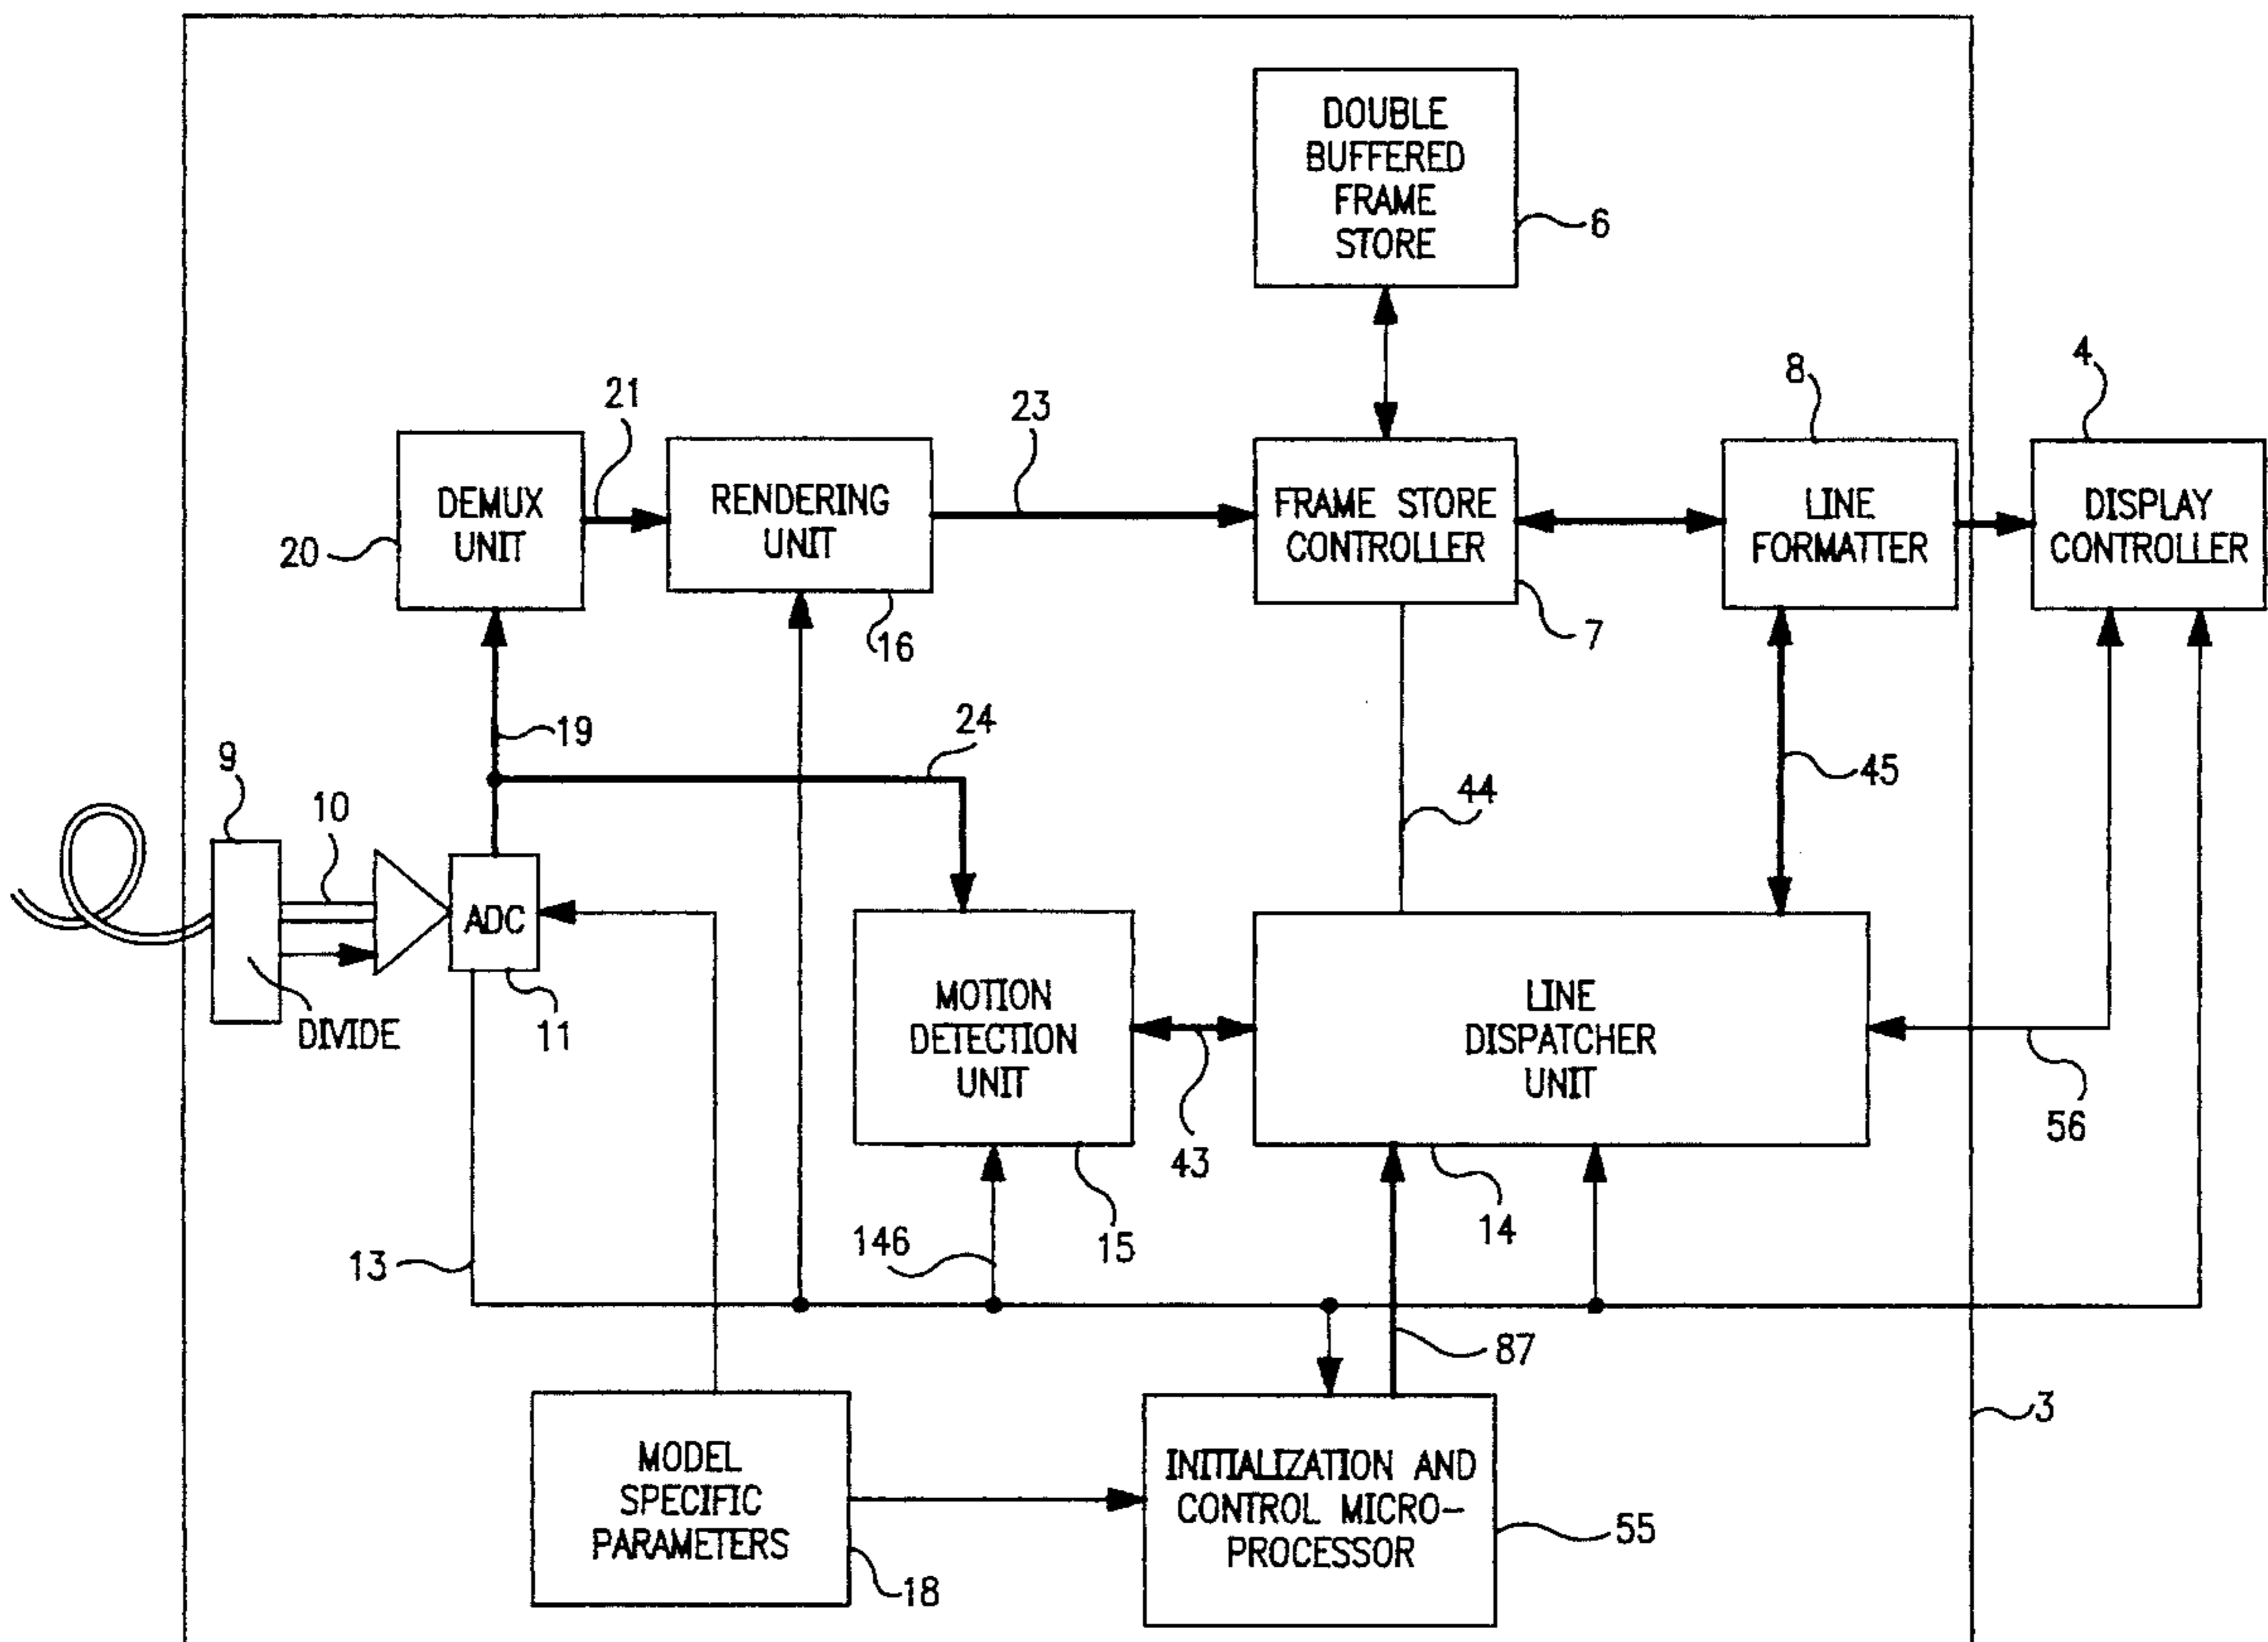 DOUBLE
BUFFERED
FRAME
STORE
6
4
8
21
23
DEMUX
UNIT
20
RENDERING
UNIT
16
FRAME STORE
CONTROLLER
7
LINE
FORMATTER
DISPLAY
CONTROLLER
19
24
9
10
44
45
ADC
11
DIVIDE
MOTION
DETECTION
UNIT
15
43
LINE
DISPATCHER
UNIT
14
56
13
146
87
3
MODEL
SPECIFIC
PARAMETERS
18
INITIALIZATION AND
CONTROL MICRO-
PROCESSOR
55